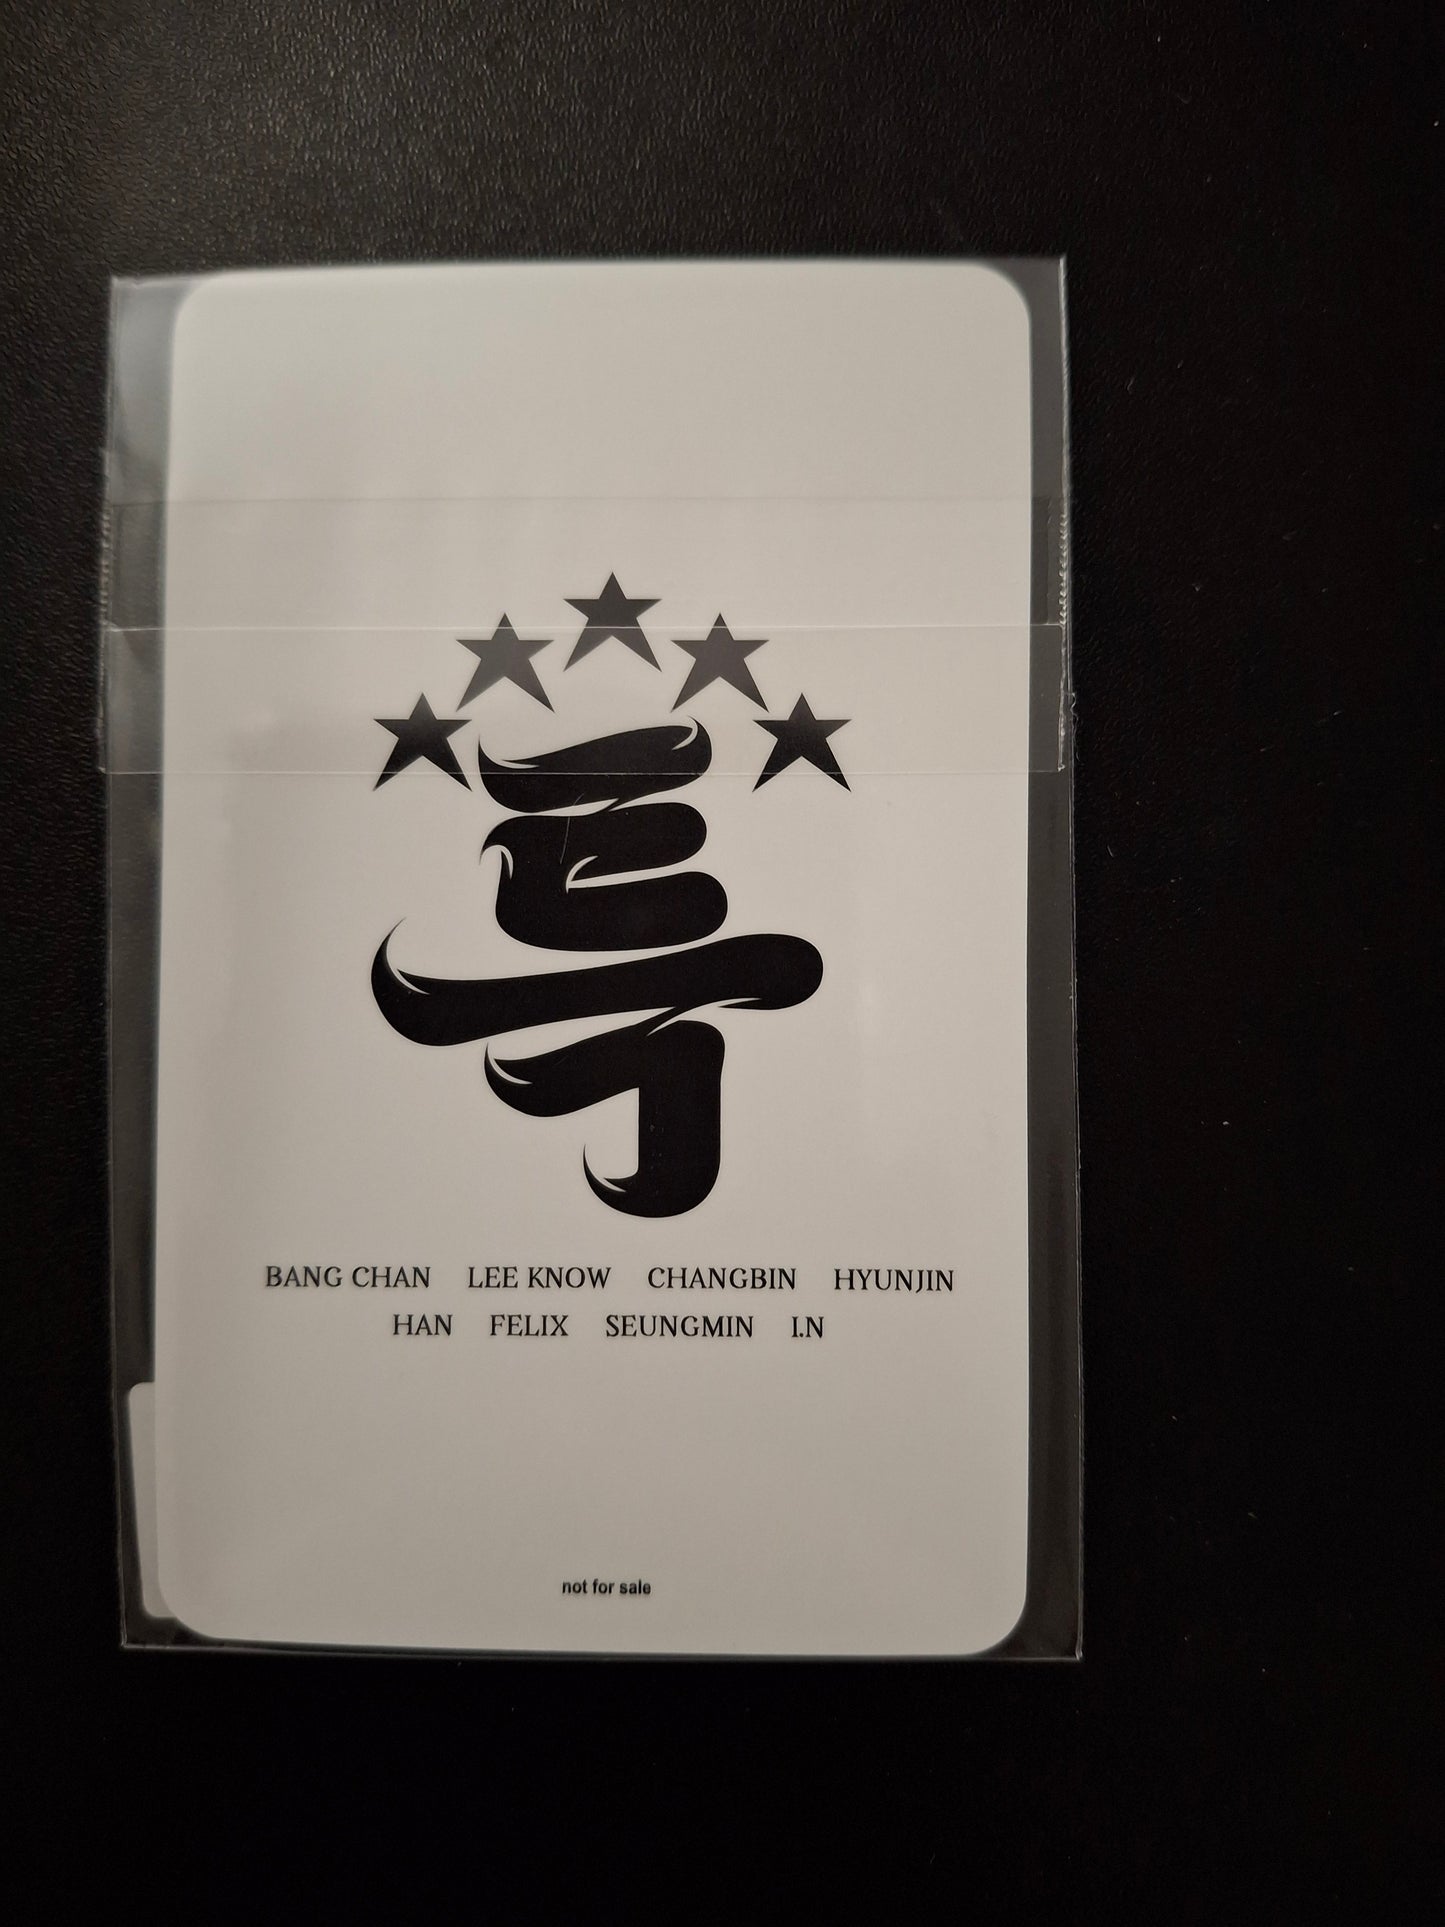 특
BANG CHAN LEE KNOW CHANGBIN HYUNJIN
HAN FELIX SEUNGMIN I.N
not for sale